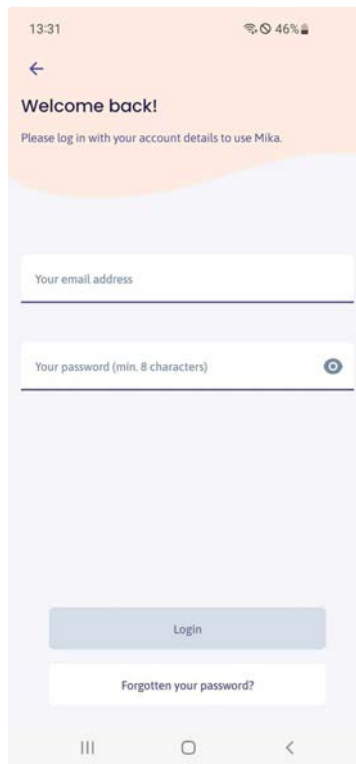 13:31
46%
Welcome back!
Please log in with your account details to use Mika.
Your email address
Your password (min. 8 characters)
Login
Forgotten your password?